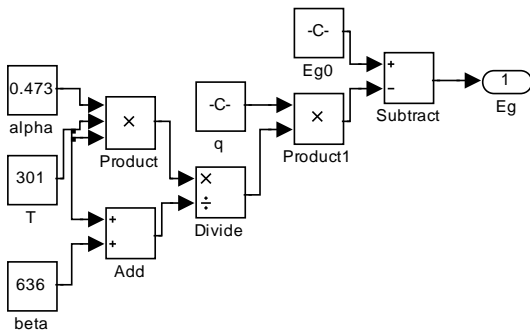 -C-
Eg0
+
−
Subtract
1
Eg
0.473
alpha
×
Product
-C-
q
×
Product1
301
T
×
÷
Divide
+
+
Add
636
beta